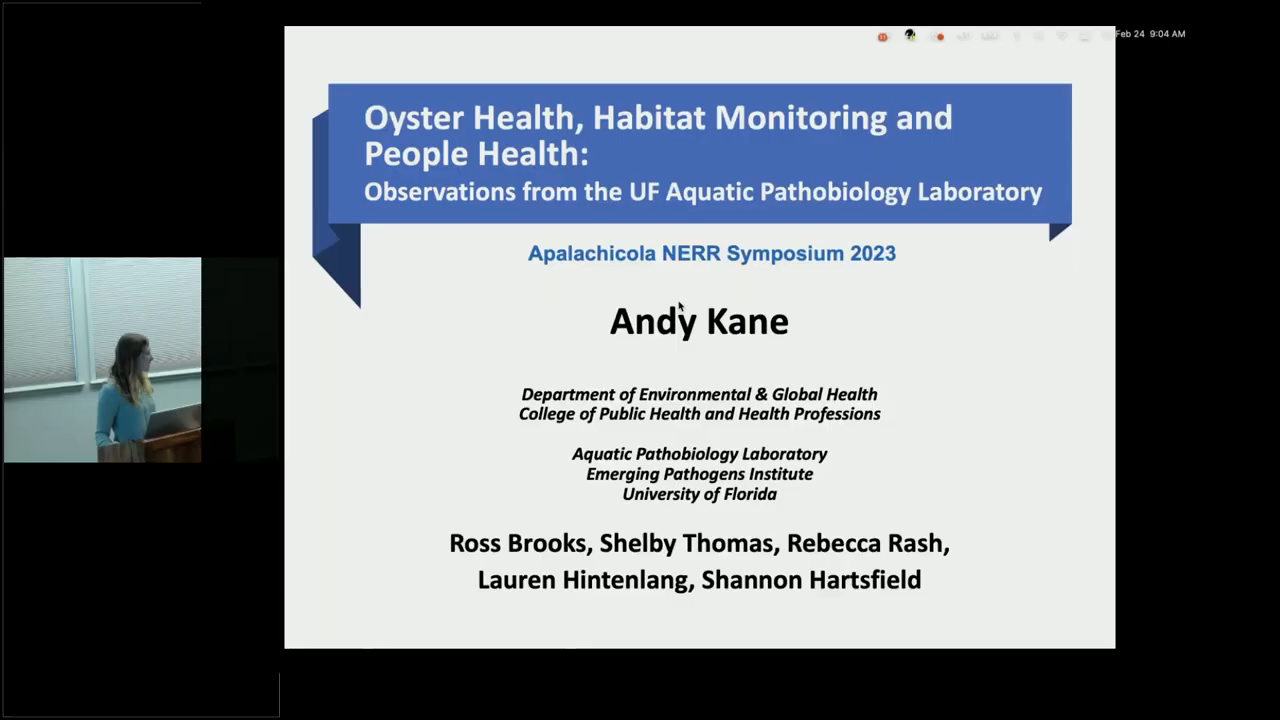 Feb 24 9:04 AM
Oyster Health, Habitat Monitoring and
People Health:
Observations from the UF Aquatic Pathobiology Laboratory
Apalachicola NERR Symposium 2023
Andy Kane
Department of Environmental & Global Health
College of Public Health and Health Professions
Aquatic Pathobiology Laboratory
Emerging Pathogens Institute
University of Florida
Ross Brooks, Shelby Thomas, Rebecca Rash,
Lauren Hintenlang, Shannon Hartsfield